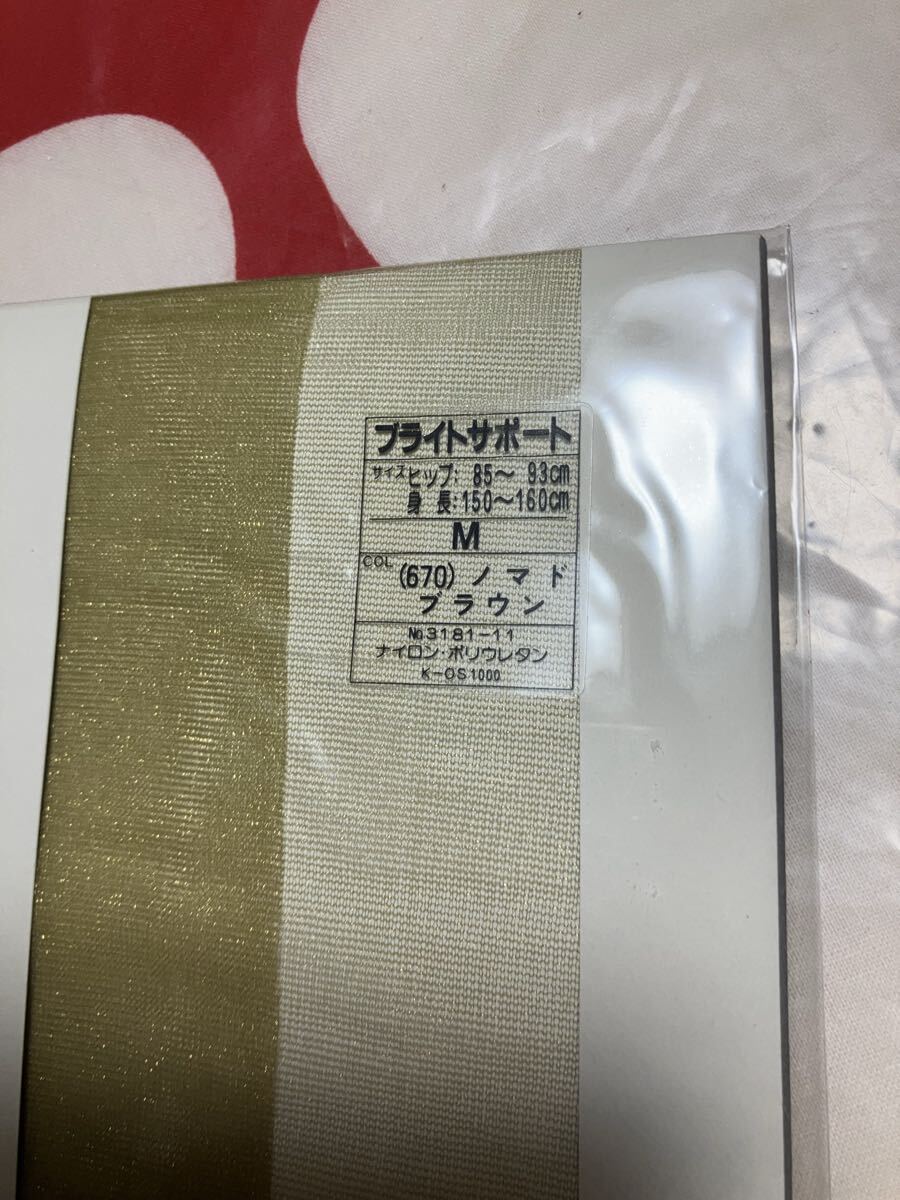 ブライトサポート
サイズ ヒップ: 85～ 93cm
身 長:150～160cm
M
COL (670) ノマド
ブラウン
№3181-11
ナイロン・ポリウレタン
K-OS1000